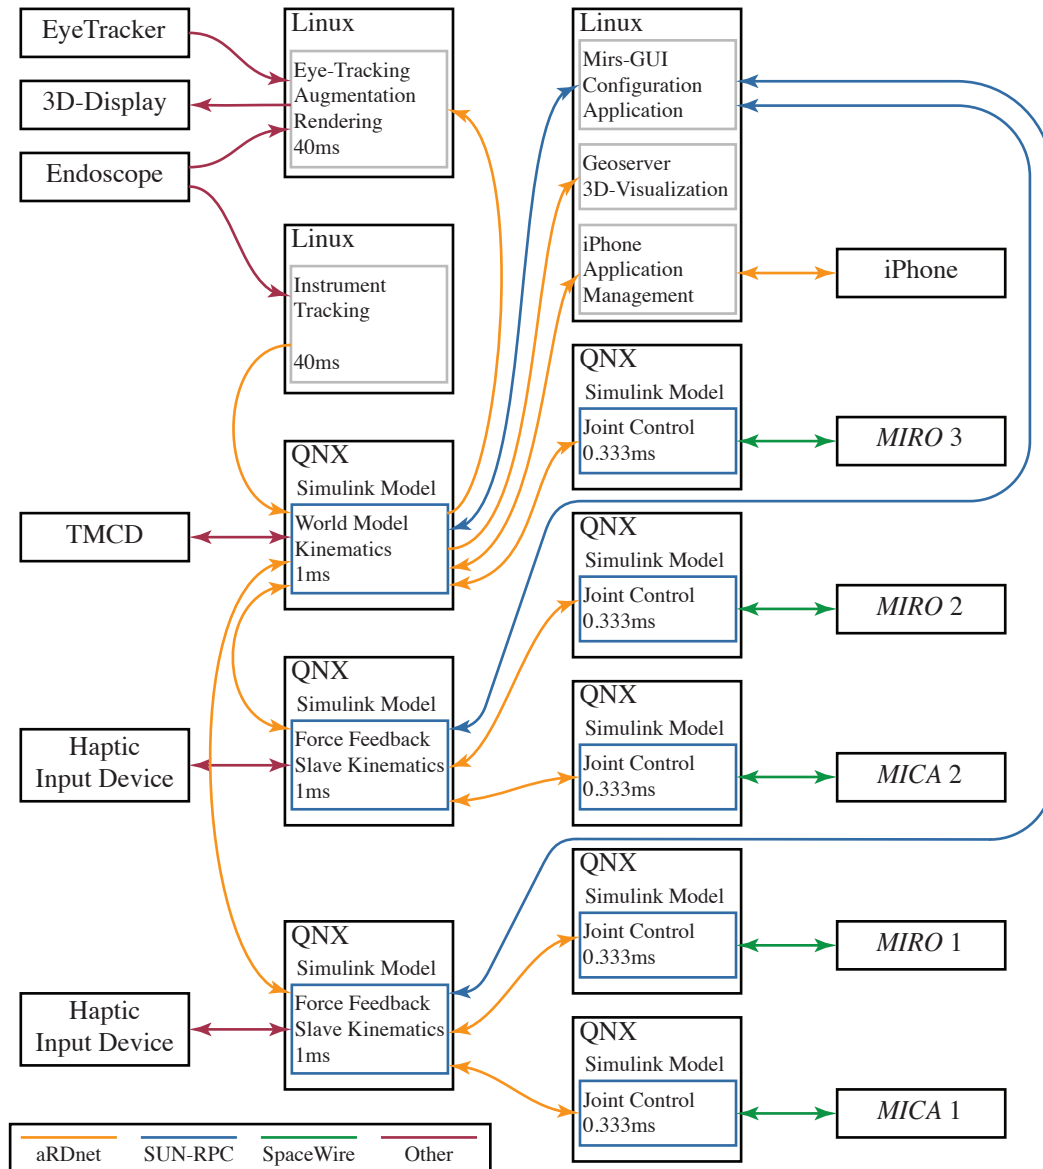 EyeTracker
3D-Display
Endoscope
Linux
Eye-Tracking
Augmentation
Rendering
40ms
Linux
Instrument
Tracking
40ms
Linux
Mirs-GUI
Configuration
Application
Geoserver
3D-Visualization
iPhone
Application
Management
iPhone
QNX
Simulink Model
Joint Control
0.333ms
MIRO 3
TMCD
QNX
Simulink Model
World Model
Kinematics
1ms
QNX
Simulink Model
Joint Control
0.333ms
MIRO 2
Haptic
Input Device
QNX
Simulink Model
Force Feedback
Slave Kinematics
1ms
QNX
Simulink Model
Joint Control
0.333ms
MICA 2
QNX
Simulink Model
Joint Control
0.333ms
MIRO 1
Haptic
Input Device
QNX
Simulink Model
Force Feedback
Slave Kinematics
1ms
QNX
Simulink Model
Joint Control
0.333ms
MICA 1
aRDnet SUN-RPC SpaceWire Other